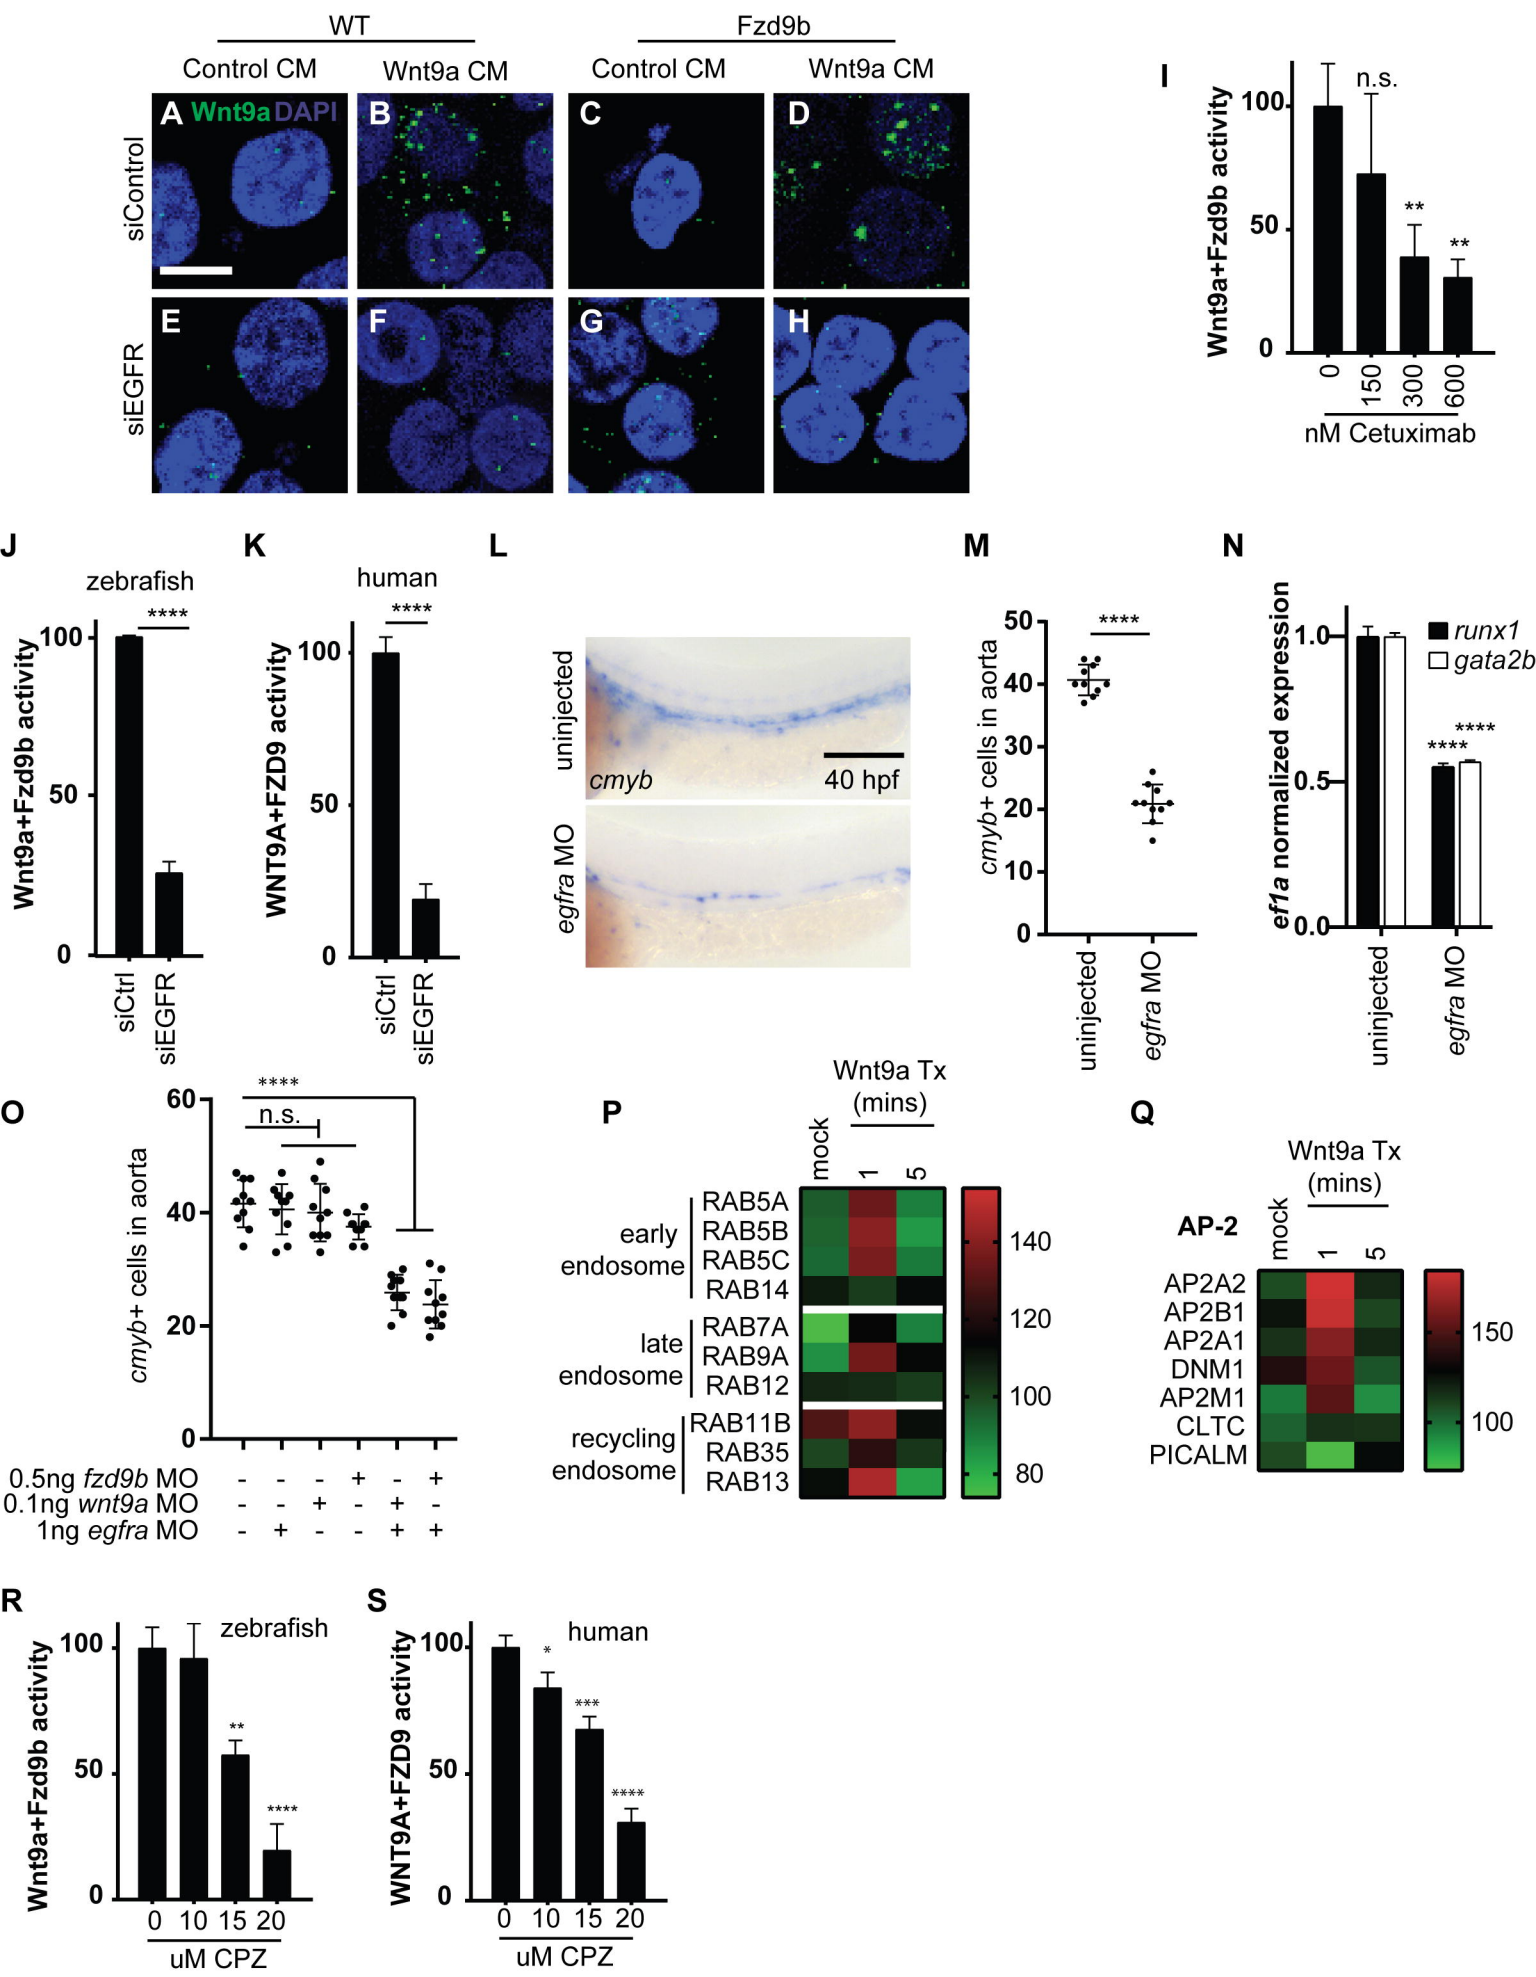 WT
Fzd9b
Control CM
Wnt9a CM
Control CM
Wnt9a CM
siControl
A Wnt9a DAPI
B
C
D
siEGFR
E
F
G
H
I
Wnt9a+Fzd9b activity
100
50
0
n.s.
**
**
0
150
300
600
nM Cetuximab
J
zebrafish
****
Wnt9a+Fzd9b activity
100
50
0
siCtrl
siEGFR
K
human
****
WNT9A+FZD9 activity
100
50
0
siCtrl
siEGFR
L
uninjected
cmyb
40 hpf
egfra MO
M
cmyb+ cells in aorta
50
40
30
20
10
0
****
uninjected
egfra MO
N
ef1a normalized expression
1.0
0.5
0.0
runx1
gata2b
****
****
uninjected
egfra MO
O
cmyb+ cells in aorta
60
40
20
0
****
n.s.
0.5ng fzd9b MO - - - + - +
0.1ng wnt9a MO - - + - + -
1ng egfra MO - + - - + +
P
Wnt9a Tx
(mins)
mock
1
5
early
endosome
RAB5A
RAB5B
RAB5C
RAB14
late
endosome
RAB7A
RAB9A
RAB12
recycling
endosome
RAB11B
RAB35
RAB13
140
120
100
80
Q
Wnt9a Tx
(mins)
AP-2
mock
1
5
AP2A2
AP2B1
AP2A1
DNM1
AP2M1
CLTC
PICALM
150
100
R
zebrafish
Wnt9a+Fzd9b activity
100
50
0
**
****
0 10 15 20
uM CPZ
S
human
WNT9A+FZD9 activity
100
50
0
*
***
****
0 10 15 20
uM CPZ